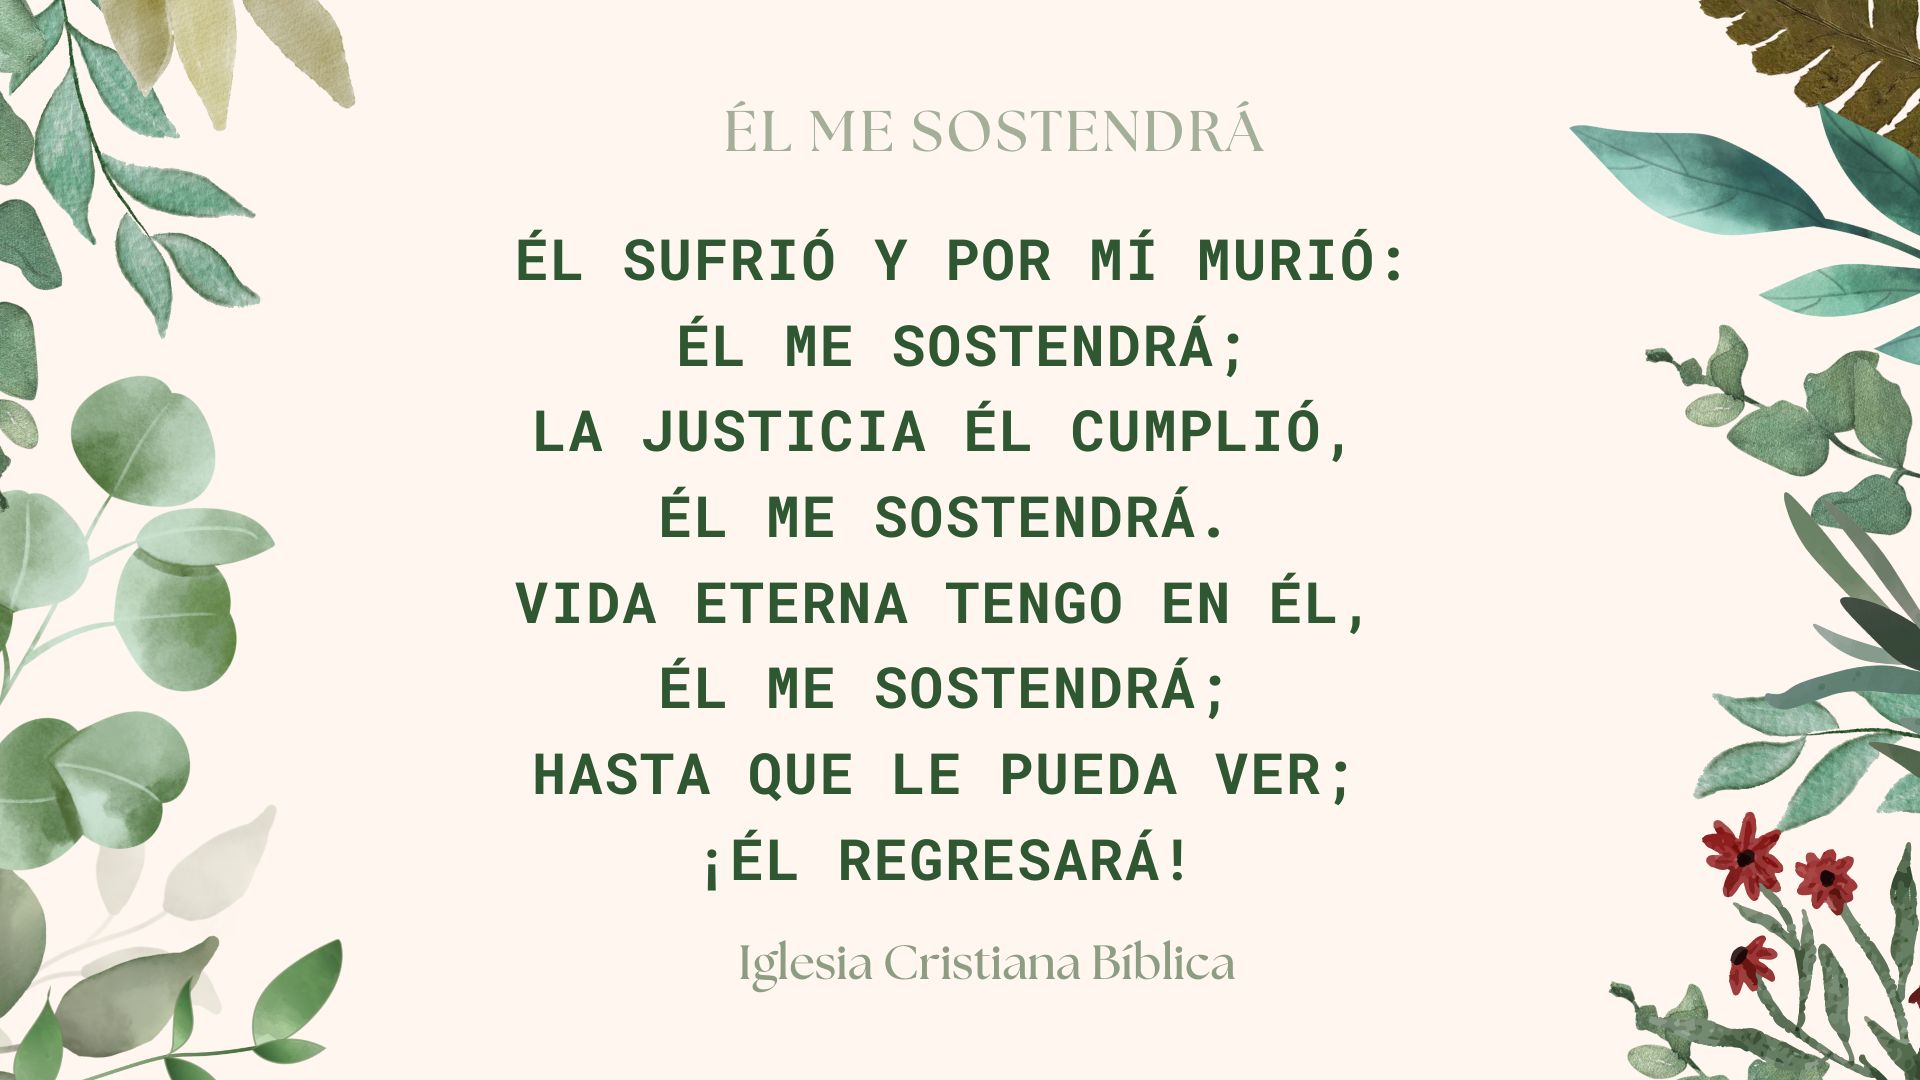 ÉL ME SOSTENDRÁ
ÉL SUFRIÓ Y POR MÍ MURIÓ:
ÉL ME SOSTENDRÁ;
LA JUSTICIA ÉL CUMPLIÓ,
ÉL ME SOSTENDRÁ.
VIDA ETERNA TENGO EN ÉL,
ÉL ME SOSTENDRÁ;
HASTA QUE LE PUEDA VER;
¡ÉL REGRESARÁ!
Iglesia Cristiana Bíblica